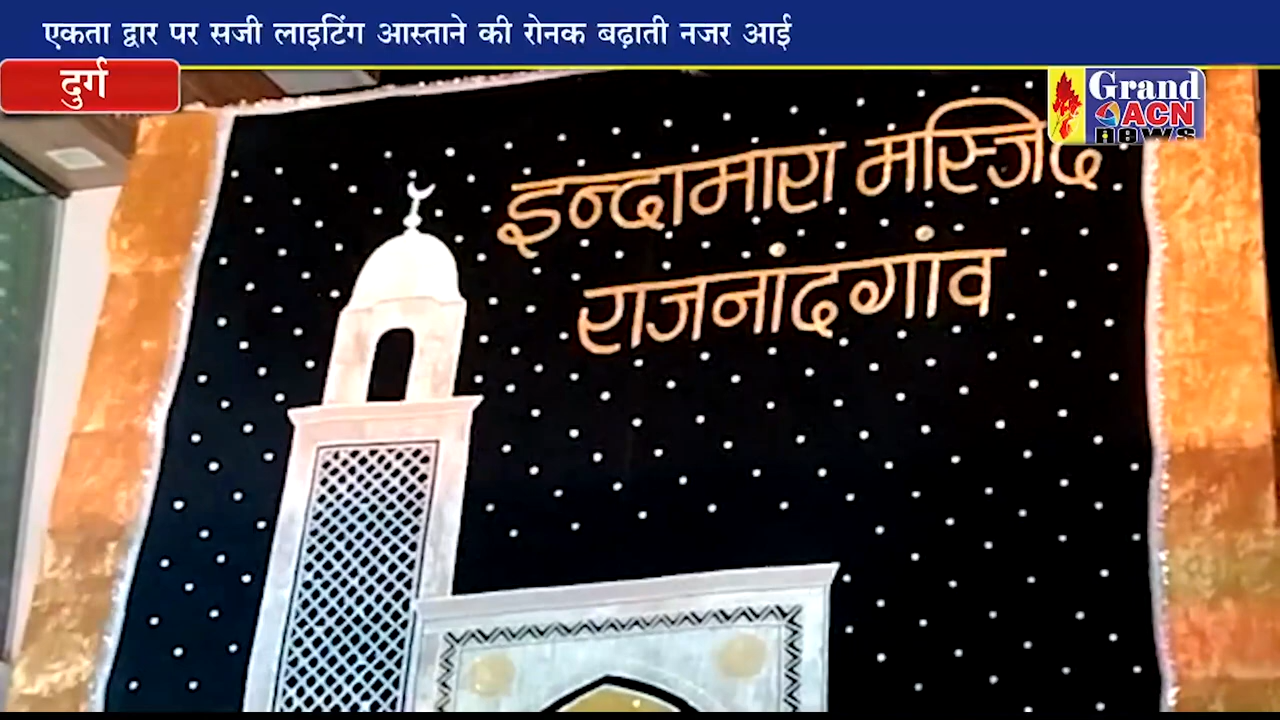 एकता द्वार पर सजी लाइटिंग आस्ताने की रोनक बढ़ाती नजर आई
दुर्ग
Grand
ACN
NEWS
इन्दामारा मस्जिद
राजनांदगांव